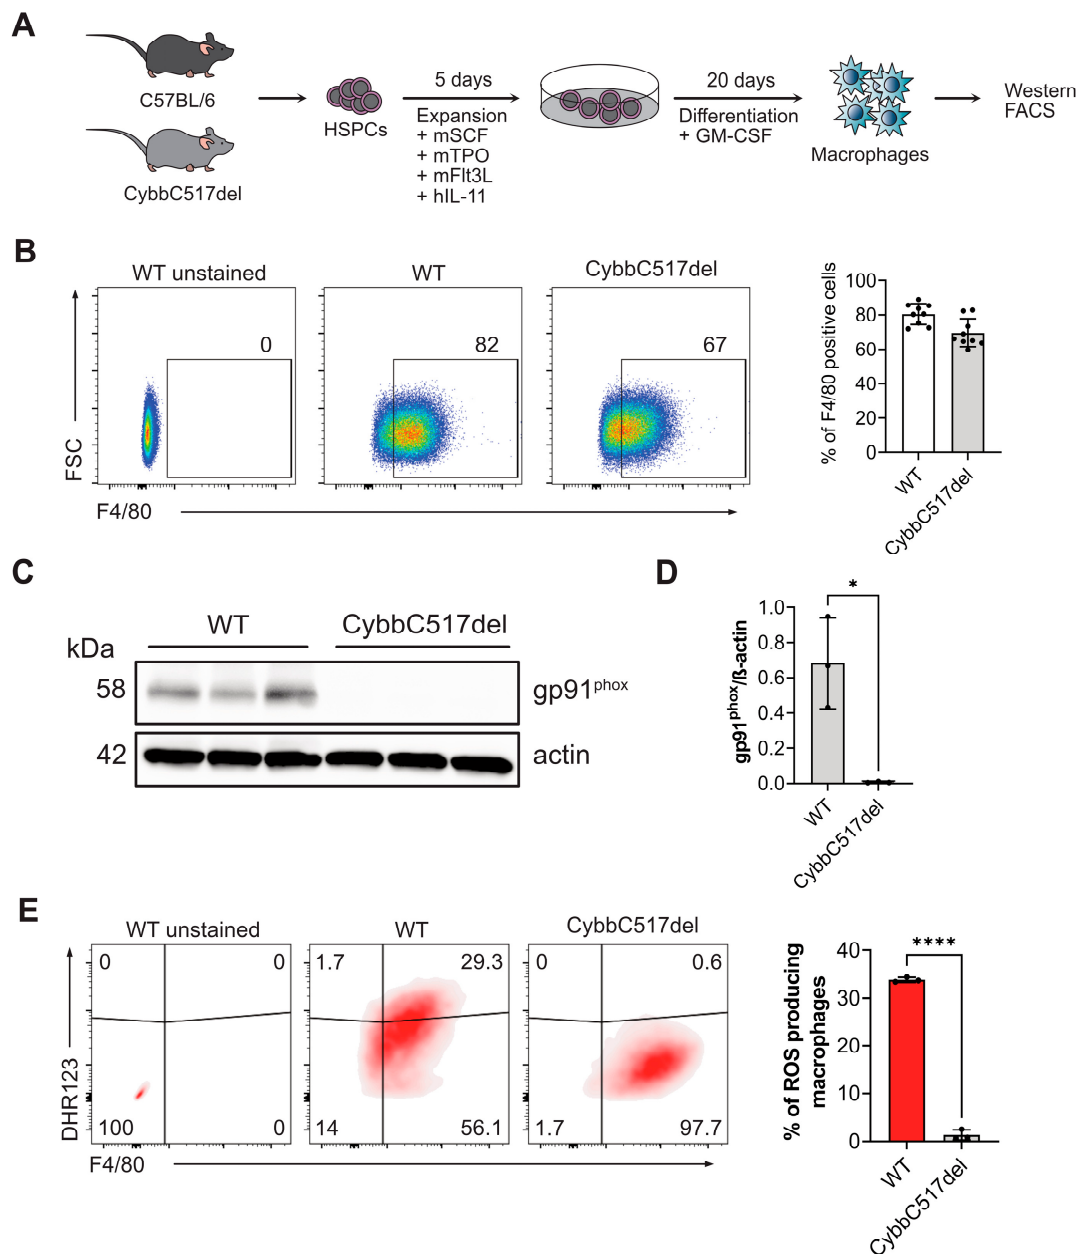 A
C57BL/6
CybbC517del
HSPCs
5 days
Expansion
+ mSCF
+ mTPO
+ mFlt3L
+ hIL-11
20 days
Differentiation
+ GM-CSF
Macrophages
Western
FACS
B
WT unstained
WT
CybbC517del
0
82
67
FSC
F4/80
% of F4/80 positive cells
100
80
60
40
20
0
WT
CybbC517del
C
kDa
WT
CybbC517del
58
gp91phox
42
actin
D
*
gp91phox/ß-actin
1.0
0.8
0.6
0.4
0.2
0.0
WT
CybbC517del
E
WT unstained
WT
CybbC517del
0
0
100
0
1.7
29.3
14
56.1
0
0.6
1.7
97.7
DHR123
F4/80
****
% of ROS producing
macrophages
40
30
20
10
0
WT
CybbC517del